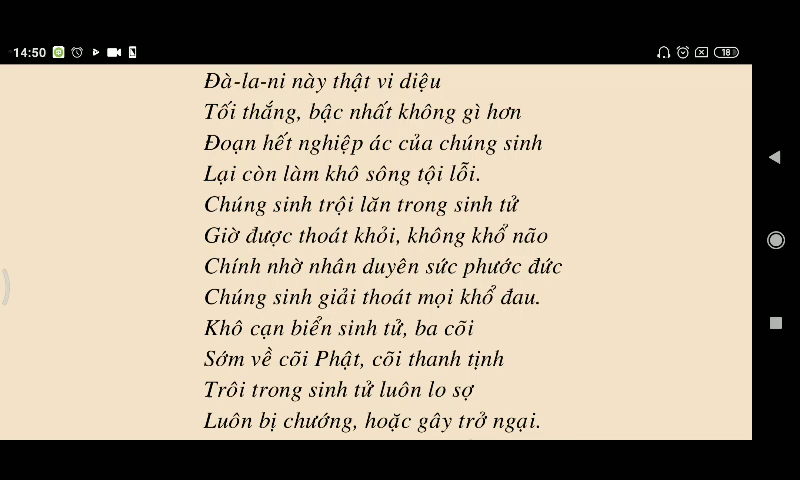 14:50
18
Đà-la-ni này thật vi diệu
Tối thắng, bậc nhất không gì hơn
Đoạn hết nghiệp ác của chúng sinh
Lại còn làm khô sông tội lỗi.
Chúng sinh trội lăn trong sinh tử
Giờ được thoát khỏi, không khổ não
Chính nhờ nhân duyên sức phước đức
Chúng sinh giải thoát mọi khổ đau.
Khô cạn biển sinh tử, ba cõi
Sớm về cõi Phật, cõi thanh tịnh
Trôi trong sinh tử luôn lo sợ
Luôn bị chướng, hoặc gây trở ngại.